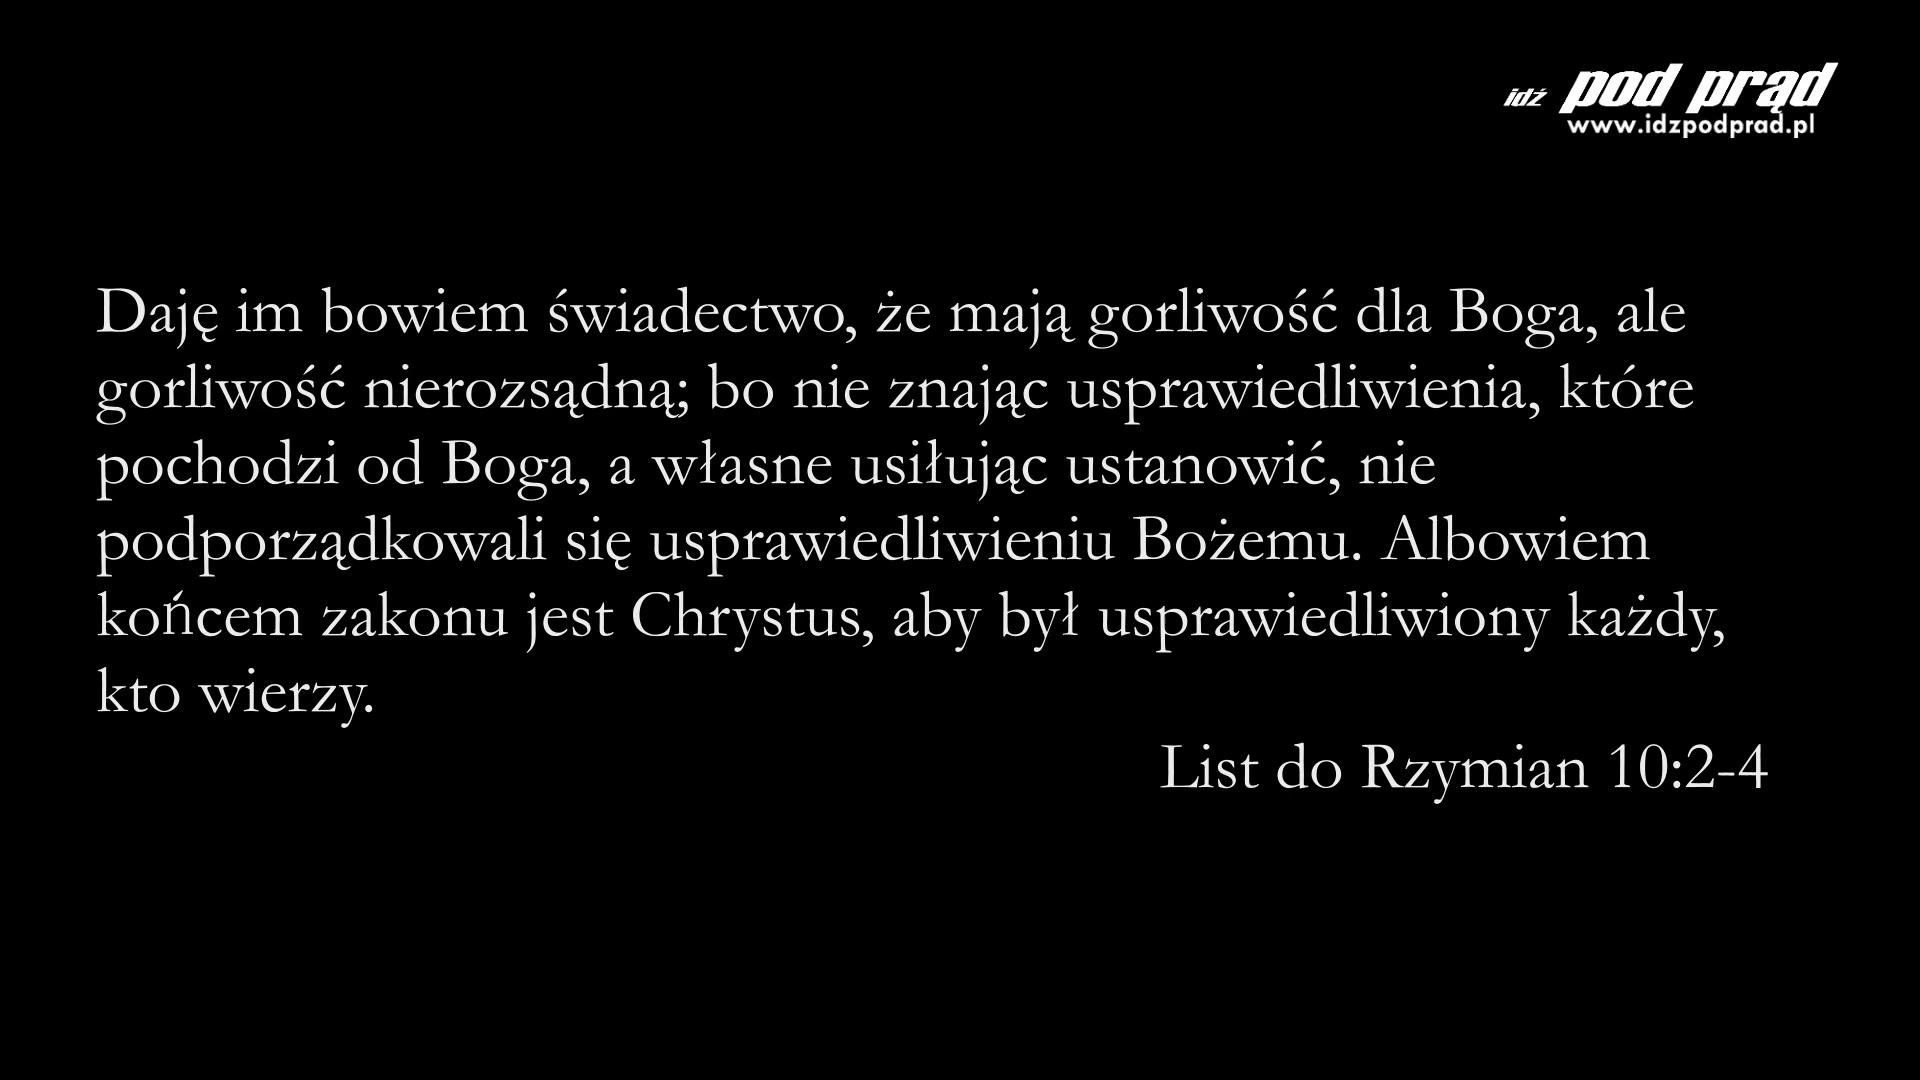 idź pod prąd
www.idzpodprad.pl
Daję im bowiem świadectwo, że mają gorliwość dla Boga, ale
gorliwość nierozsądną; bo nie znając usprawiedliwienia, które
pochodzi od Boga, a własne usiłując ustanowić, nie
podporządkowali się usprawiedliwieniu Bożemu. Albowiem
końcem zakonu jest Chrystus, aby był usprawiedliwiony każdy,
kto wierzy.
List do Rzymian 10:2-4